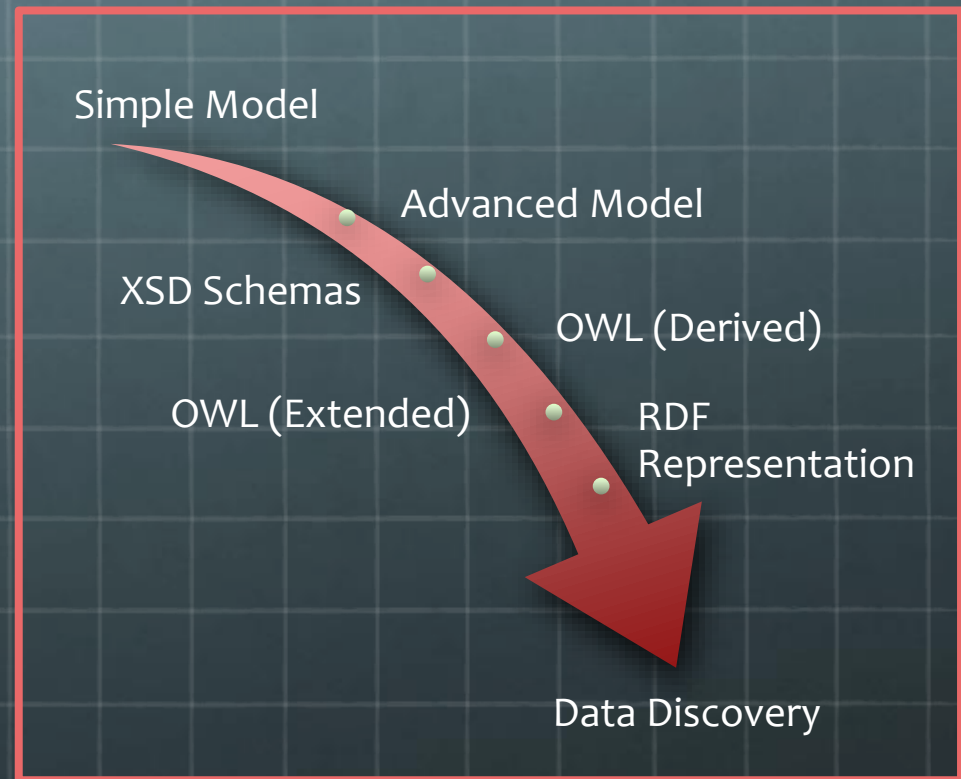 Simple Model
Advanced Model
XSD Schemas
OWL (Derived)
OWL (Extended)
RDF
Representation
Data Discovery